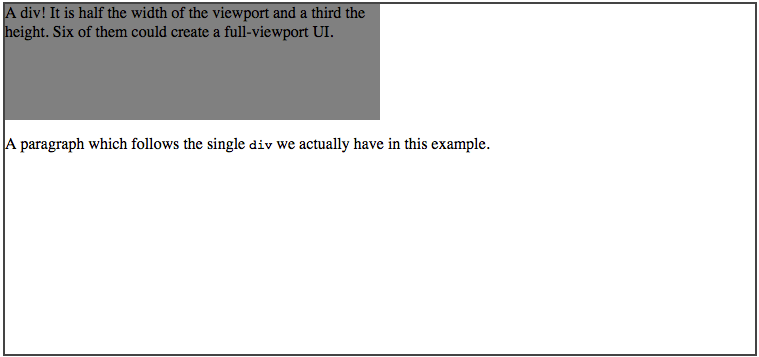 A div! It is half the width of the viewport and a third the
height. Six of them could create a full-viewport UI.
A paragraph which follows the single div we actually have in this example.